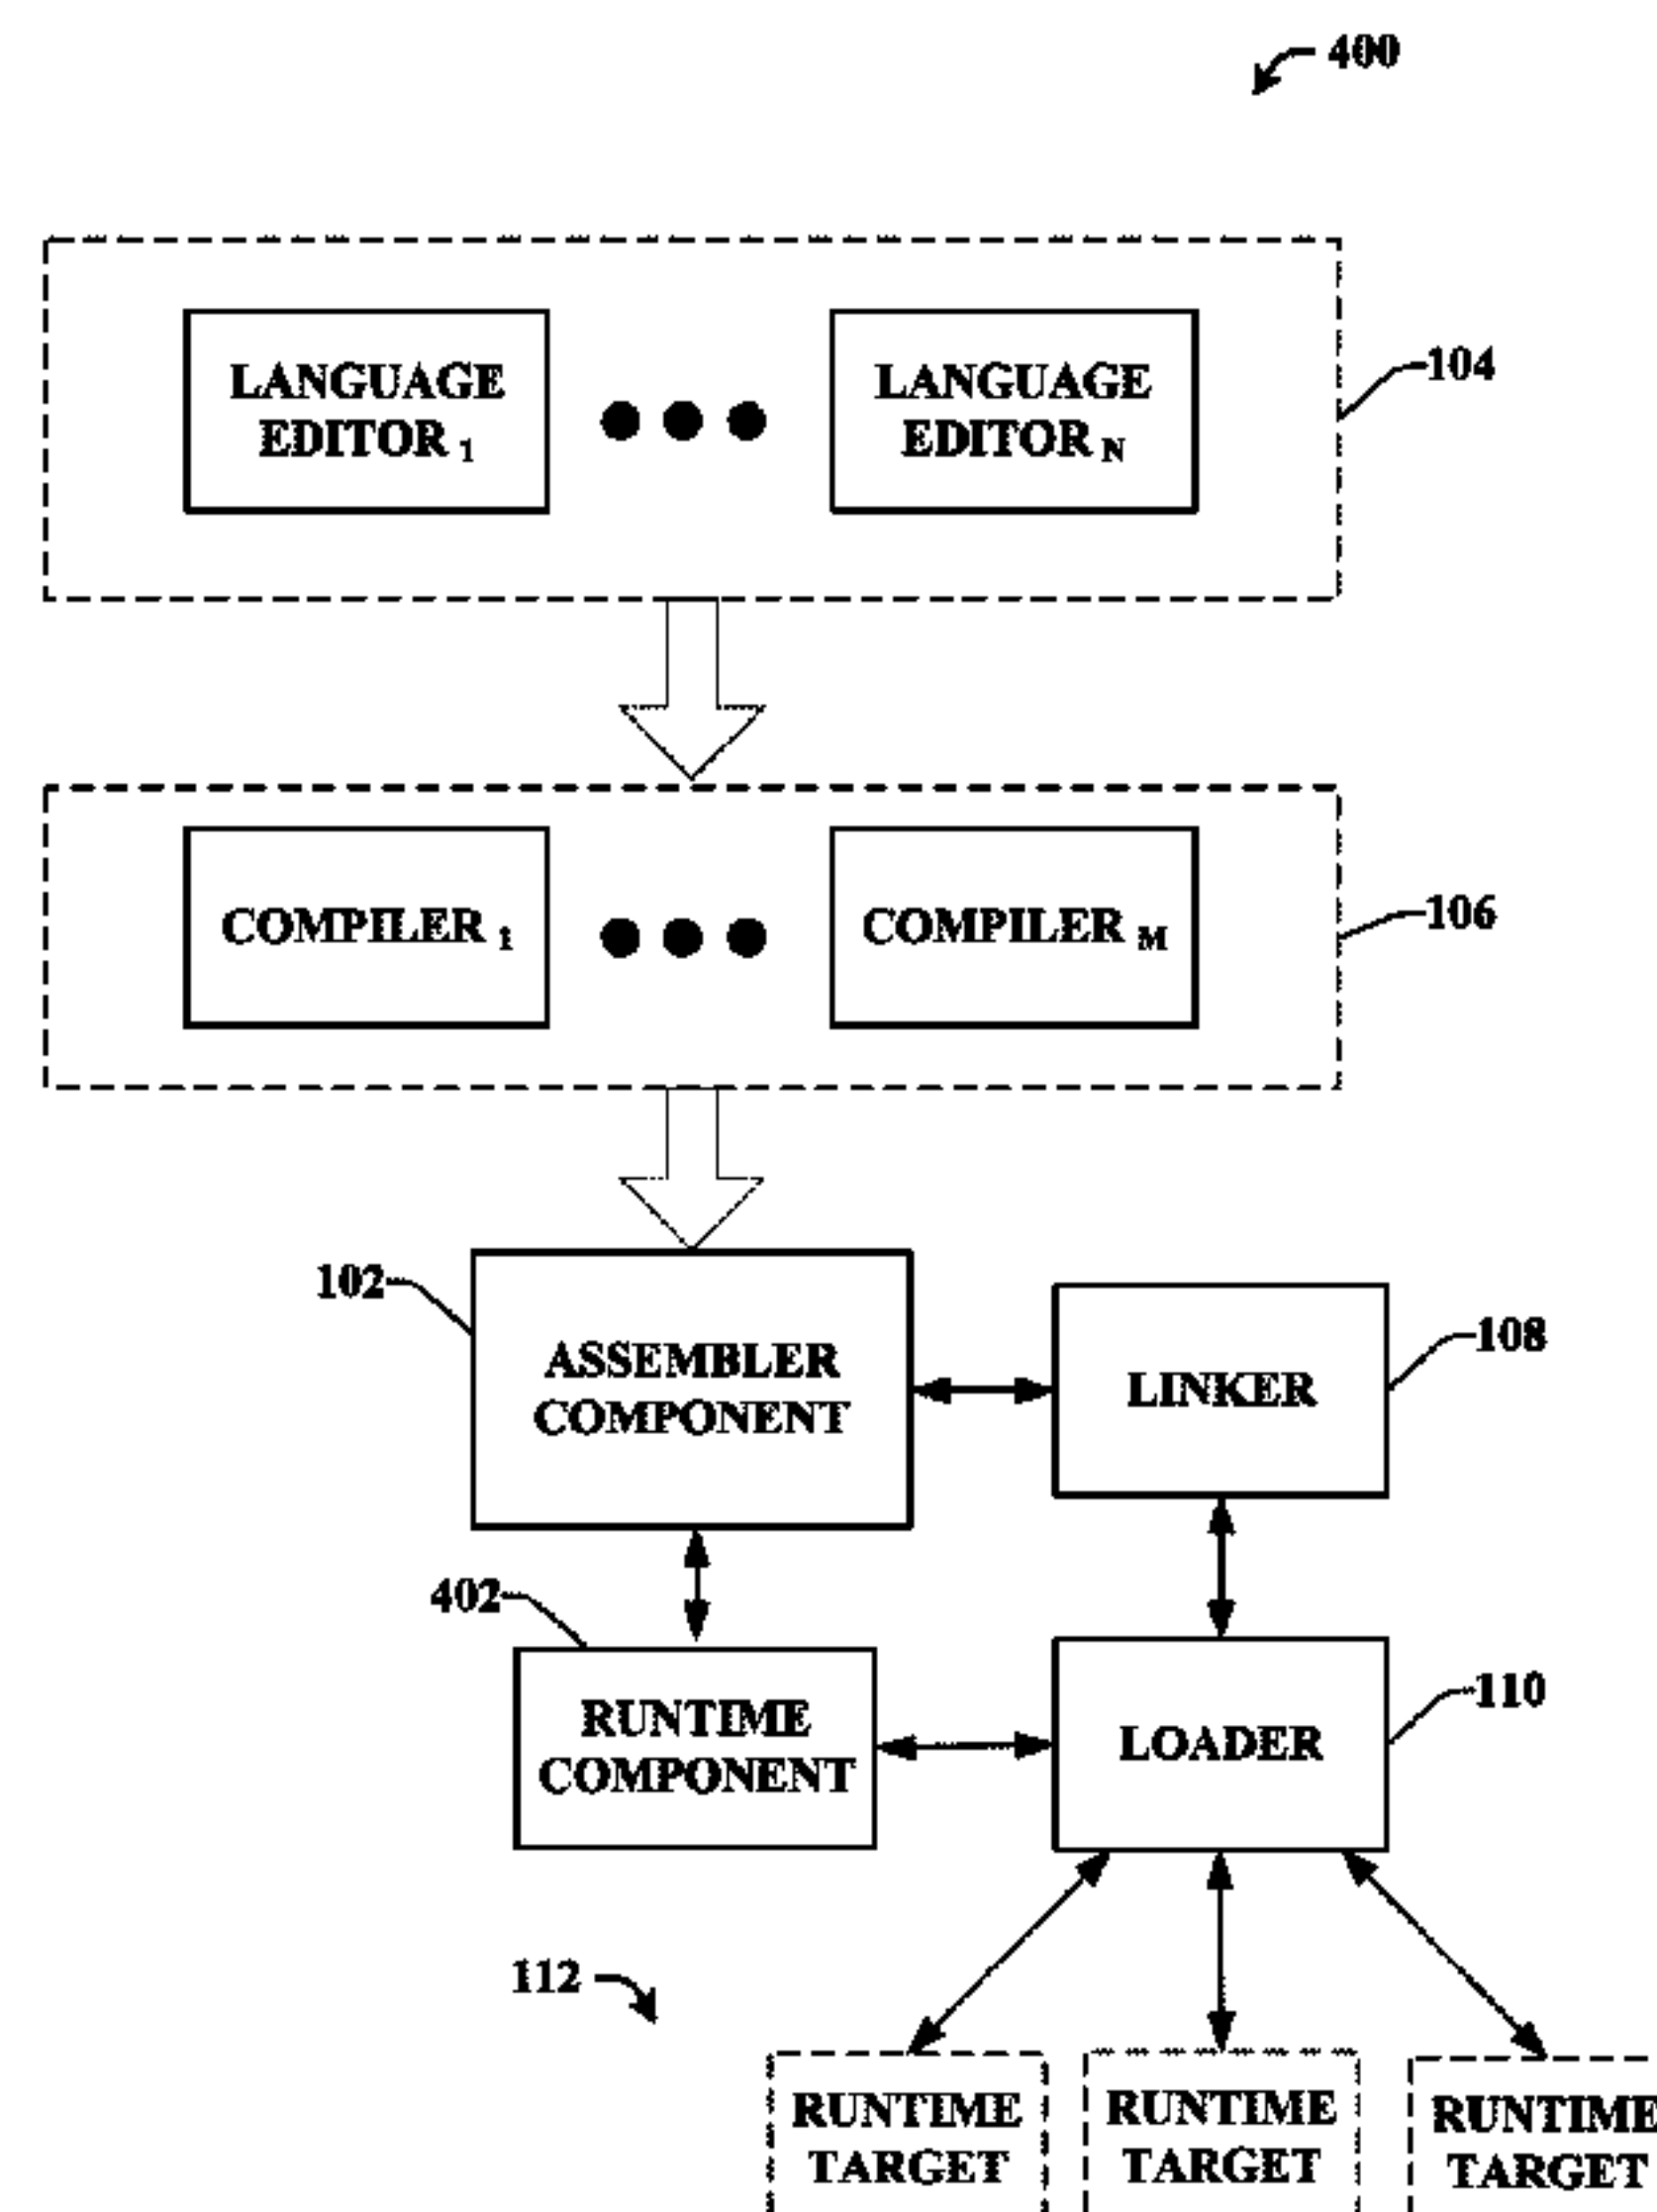 400
LANGUAGE
EDITOR 1
LANGUAGE
EDITOR N
104
COMPILER 1
COMPILER M
106
102
ASSEMBLER
COMPONENT
LINKER
108
402
RUNTIME
COMPONENT
LOADER
110
112
RUNTIME
TARGET
RUNTIME
TARGET
RUNTIME
TARGET